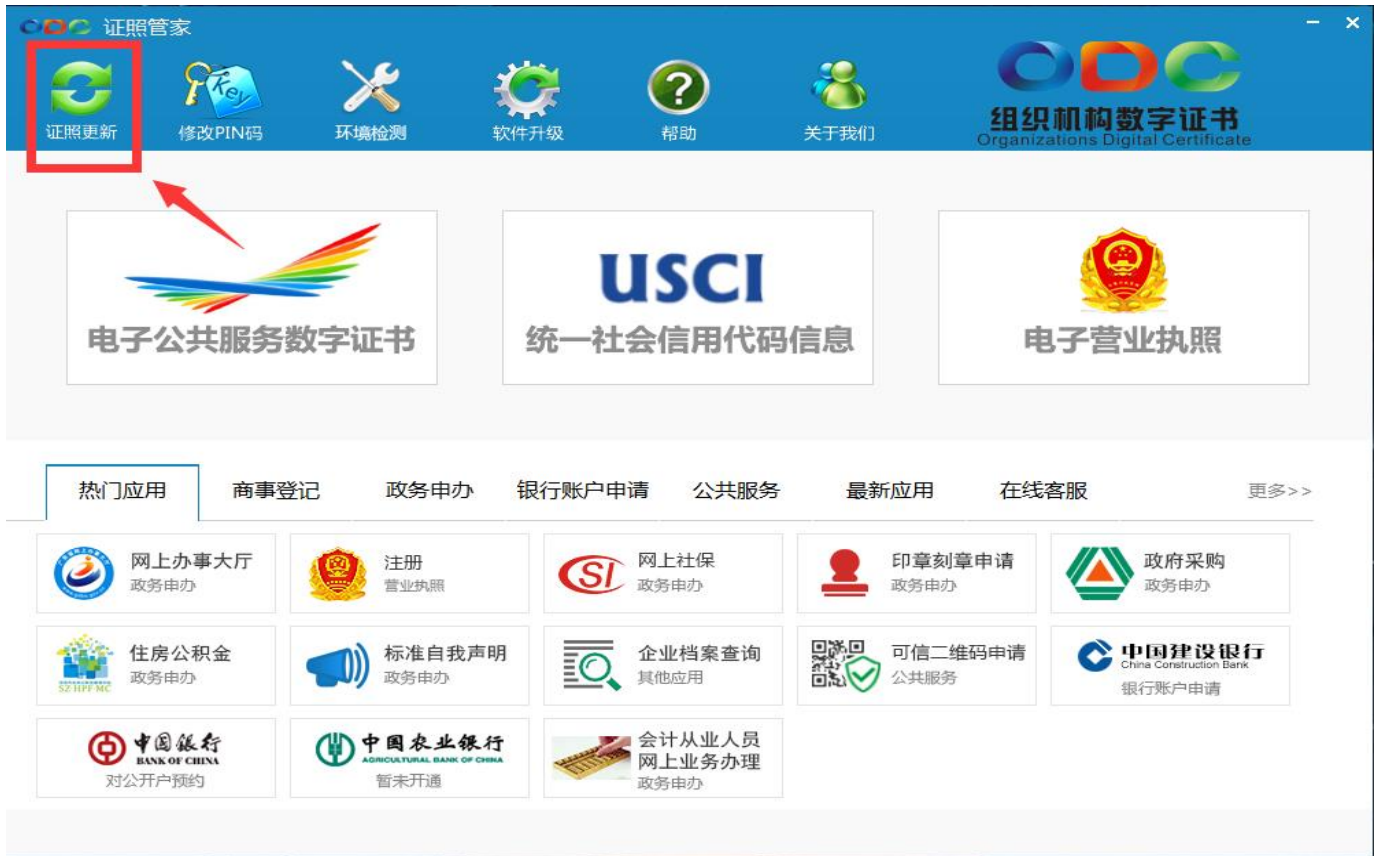 ODC 证照管家
证照更新
Key
修改PIN码
环境检测
软件升级
帮助
关于我们
ODC
组织机构数字证书
Organizations Digital Certificate
电子公共服务数字证书
USCI
统一社会信用代码信息
电子营业执照
热门应用
商事登记
政务申办
银行账户申请
公共服务
最新应用
在线客服
更多>>
网上办事大厅
政务申办
注册
营业执照
SI
网上社保
政务申办
印章刻章申请
政务申办
政府采购
政务申办
SZ-HPF-MC
住房公积金
政务申办
标准自我声明
政务申办
企业档案查询
其他应用
可信二维码申请
公共服务
中国建设银行
China Construction Bank
银行账户申请
中国银行
BANK OF CHINA
对公开户预约
中国农业银行
AGRICULTURAL BANK OF CHINA
暂未开通
会计从业人员
网上业务办理
政务申办